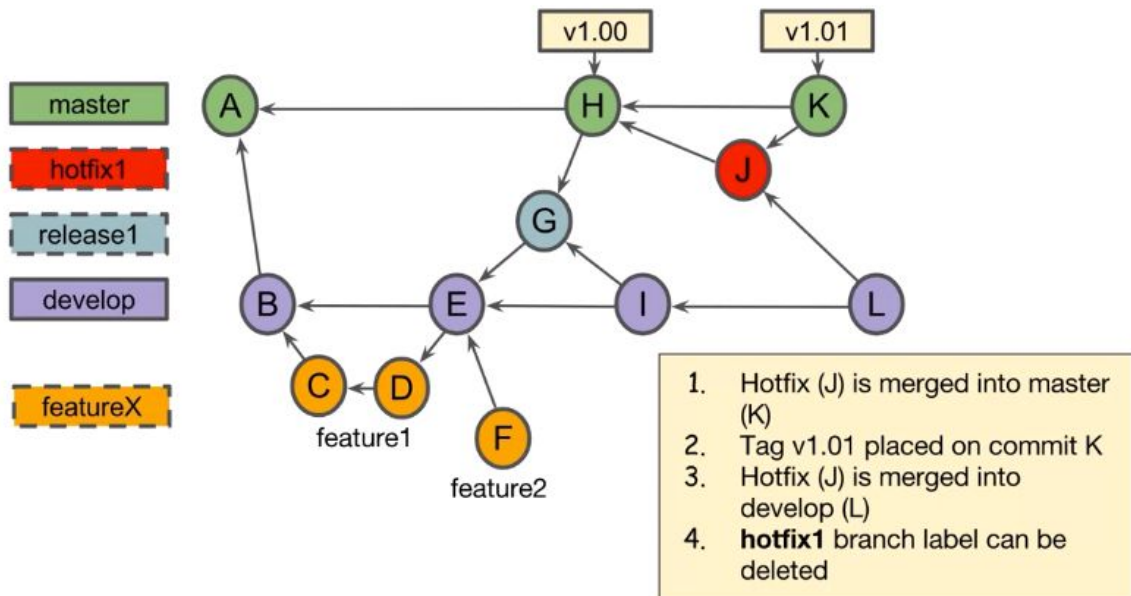 v1.00
v1.01
master
A
H
K
hotfix1
J
release1
G
develop
B
E
I
L
featureX
C
D
feature1
F
feature2
1. Hotfix (J) is merged into master
(K)
2. Tag v1.01 placed on commit K
3. Hotfix (J) is merged into
develop (L)
4. hotfix1 branch label can be
deleted